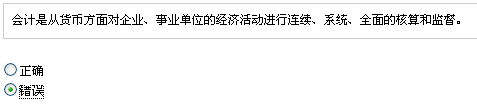 会计是从货币方面对企业、事业单位的经济活动进行连续、系统、全面的核算和监督。
正确
错误